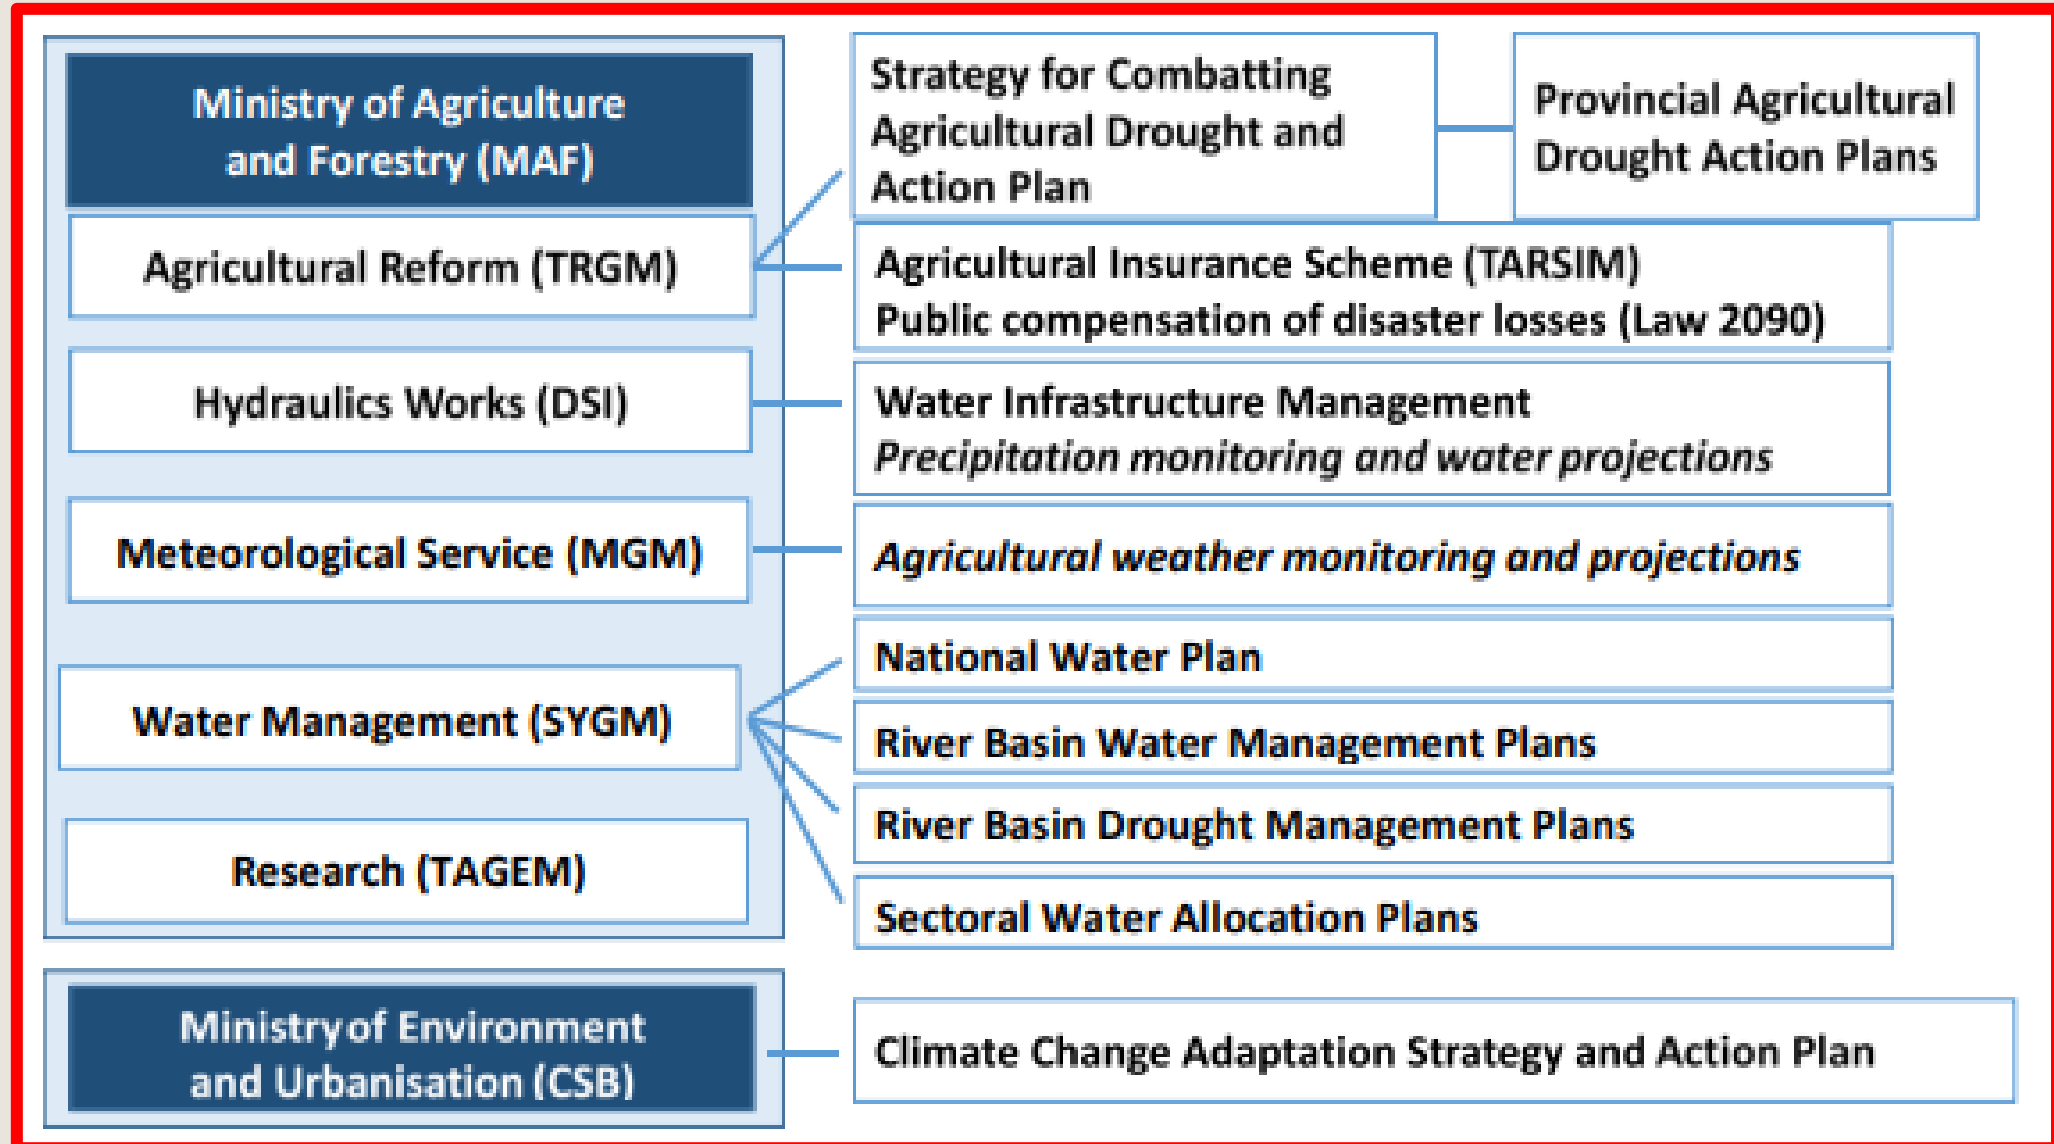 Ministry of Agriculture
and Forestry (MAF)
Strategy for Combatting
Agricultural Drought and
Action Plan
Provincial Agricultural
Drought Action Plans
Agricultural Reform (TRGM)
Agricultural Insurance Scheme (TARSIM)
Public compensation of disaster losses (Law 2090)
Hydraulics Works (DSI)
Water Infrastructure Management
Precipitation monitoring and water projections
Meteorological Service (MGM)
Agricultural weather monitoring and projections
Water Management (SYGM)
National Water Plan
River Basin Water Management Plans
River Basin Drought Management Plans
Sectoral Water Allocation Plans
Research (TAGEM)
Ministry of Environment
and Urbanisation (CSB)
Climate Change Adaptation Strategy and Action Plan